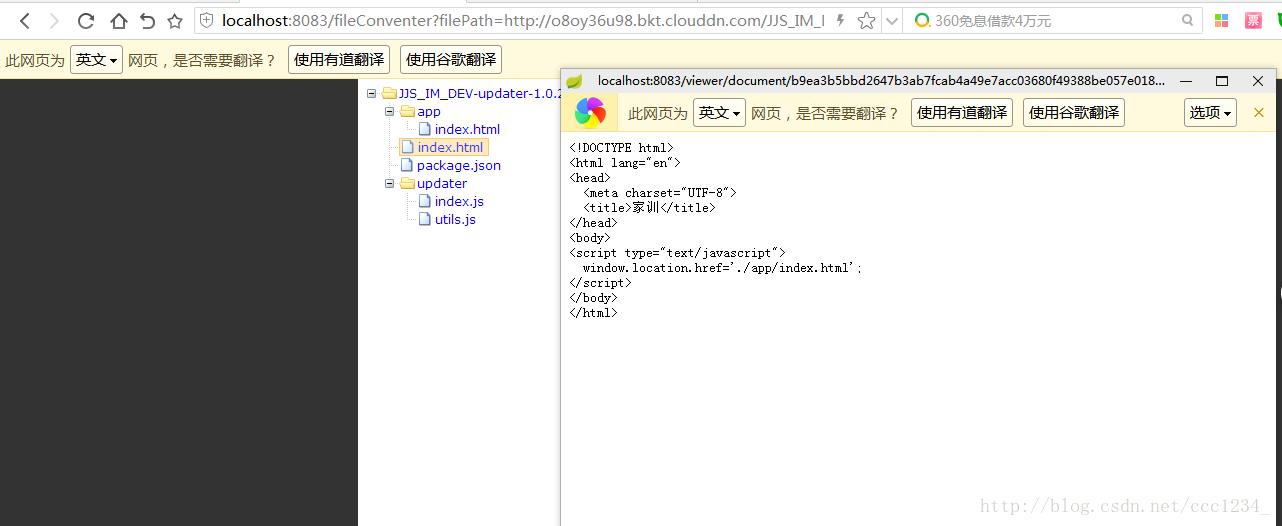 localhost:8083/fileConventer?filePath=http://o8oy36u98.bkt.clouddn.com/JJS_IM_I
360免息借款4万元
票
此网页为 英文 网页，是否需要翻译？ 使用有道翻译 使用谷歌翻译
JJS_IM_DEV-updater-1.0.2
app
index.html
index.html
package.json
updater
index.js
utils.js
localhost:8083/viewer/document/b9ea3b5bbd2647b3ab7fcab4a49e7acc03680f49388be057e018...
此网页为 英文 网页，是否需要翻译？ 使用有道翻译 使用谷歌翻译 选项
<!DOCTYPE html>
<html lang="en">
<head>
  <meta charset="UTF-8">
  <title>家训</title>
</head>
<body>
<script type="text/javascript">
  window.location.href='./app/index.html';
</script>
</body>
</html>
http://blog.csdn.net/ccc1234_